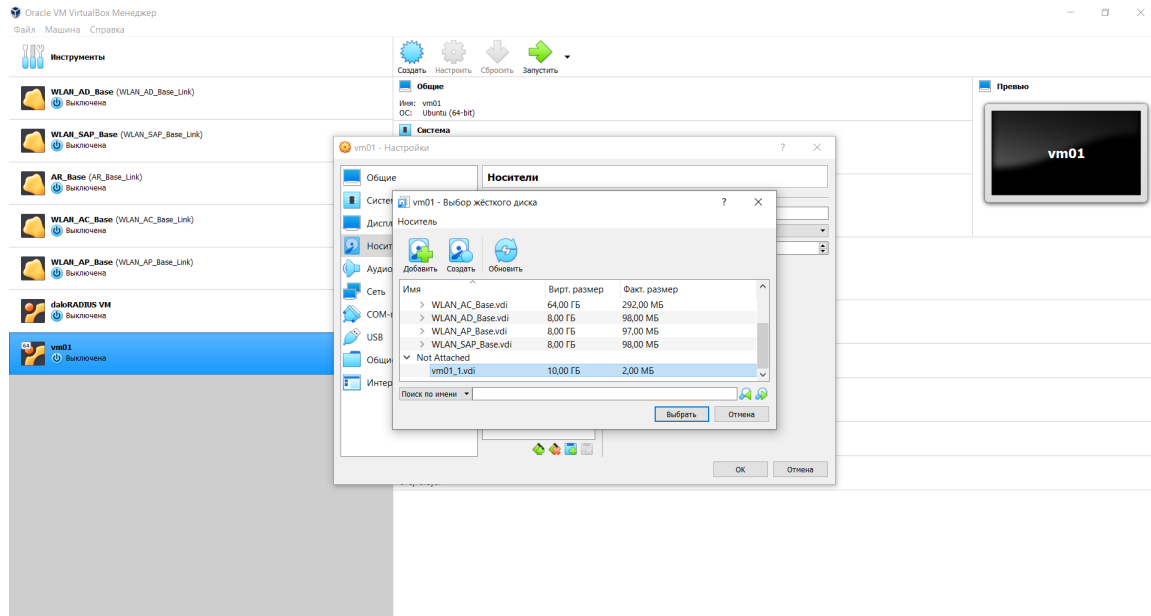 Oracle VM VirtualBox Менеджер
Файл Машина Справка
Инструменты
Создать Настроить Сбросить Запустить
WLAN_AD_Base (WLAN_AD_Base_Link)
Выключена
WLAN_SAP_Base (WLAN_SAP_Base_Link)
Выключена
AR_Base (AR_Base_Link)
Выключена
WLAN_AC_Base (WLAN_AC_Base_Link)
Выключена
WLAN_AP_Base (WLAN_AP_Base_Link)
Выключена
daloRADIUS VM
Выключена
64
vm01
Выключена
Общие
Имя: vm01
ОС: Ubuntu (64-bit)
Система
Превью
vm01
vm01 - Настройки
? ×
Общие
Носители
Дисп
Аудио
Сеть
USB
vm01 - Выбор жёсткого диска
? ×
Носитель
Добавить Создать Обновить
Имя Вирт. размер Факт. размер
WLAN_AC_Base.vdi 64,00 ГБ 292,00 МБ
WLAN_AD_Base.vdi 8,00 ГБ 98,00 МБ
WLAN_AP_Base.vdi 8,00 ГБ 97,00 МБ
WLAN_SAP_Base.vdi 8,00 ГБ 98,00 МБ
Not Attached
vm01_1.vdi 10,00 ГБ 2,00 МБ
Поиск по имени
Выбрать Отмена
OK Отмена